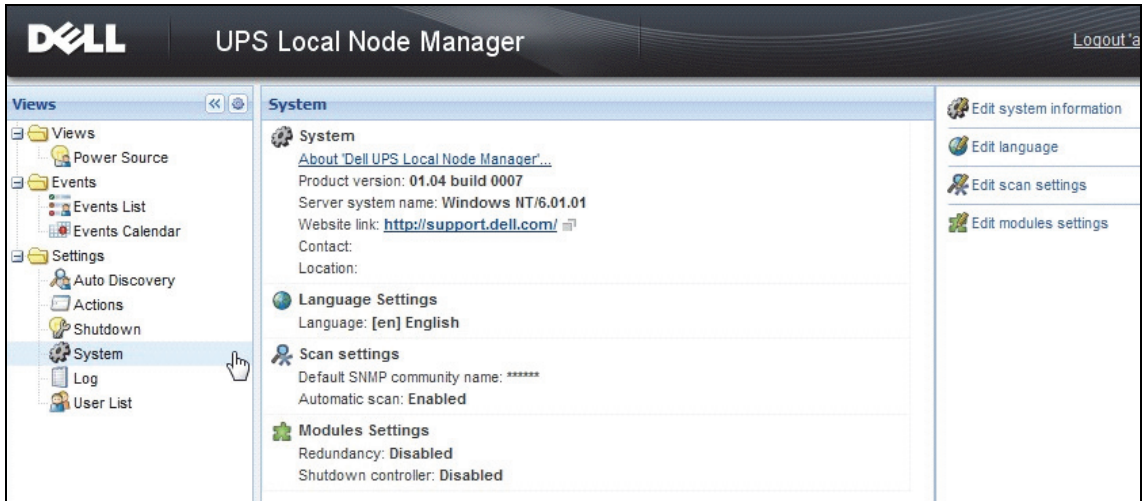 DELL
UPS Local Node Manager
Logout 'a
Views
Views
Power Source
Events
Events List
Events Calendar
Settings
Auto Discovery
Actions
Shutdown
System
Log
User List
System
System
About 'Dell UPS Local Node Manager'...
Product version: 01.04 build 0007
Server system name: Windows NT/6.01.01
Website link: http://support.dell.com/
Contact:
Location:
Language Settings
Language: [en] English
Scan settings
Default SNMP community name: ******
Automatic scan: Enabled
Modules Settings
Redundancy: Disabled
Shutdown controller: Disabled
Edit system information
Edit language
Edit scan settings
Edit modules settings